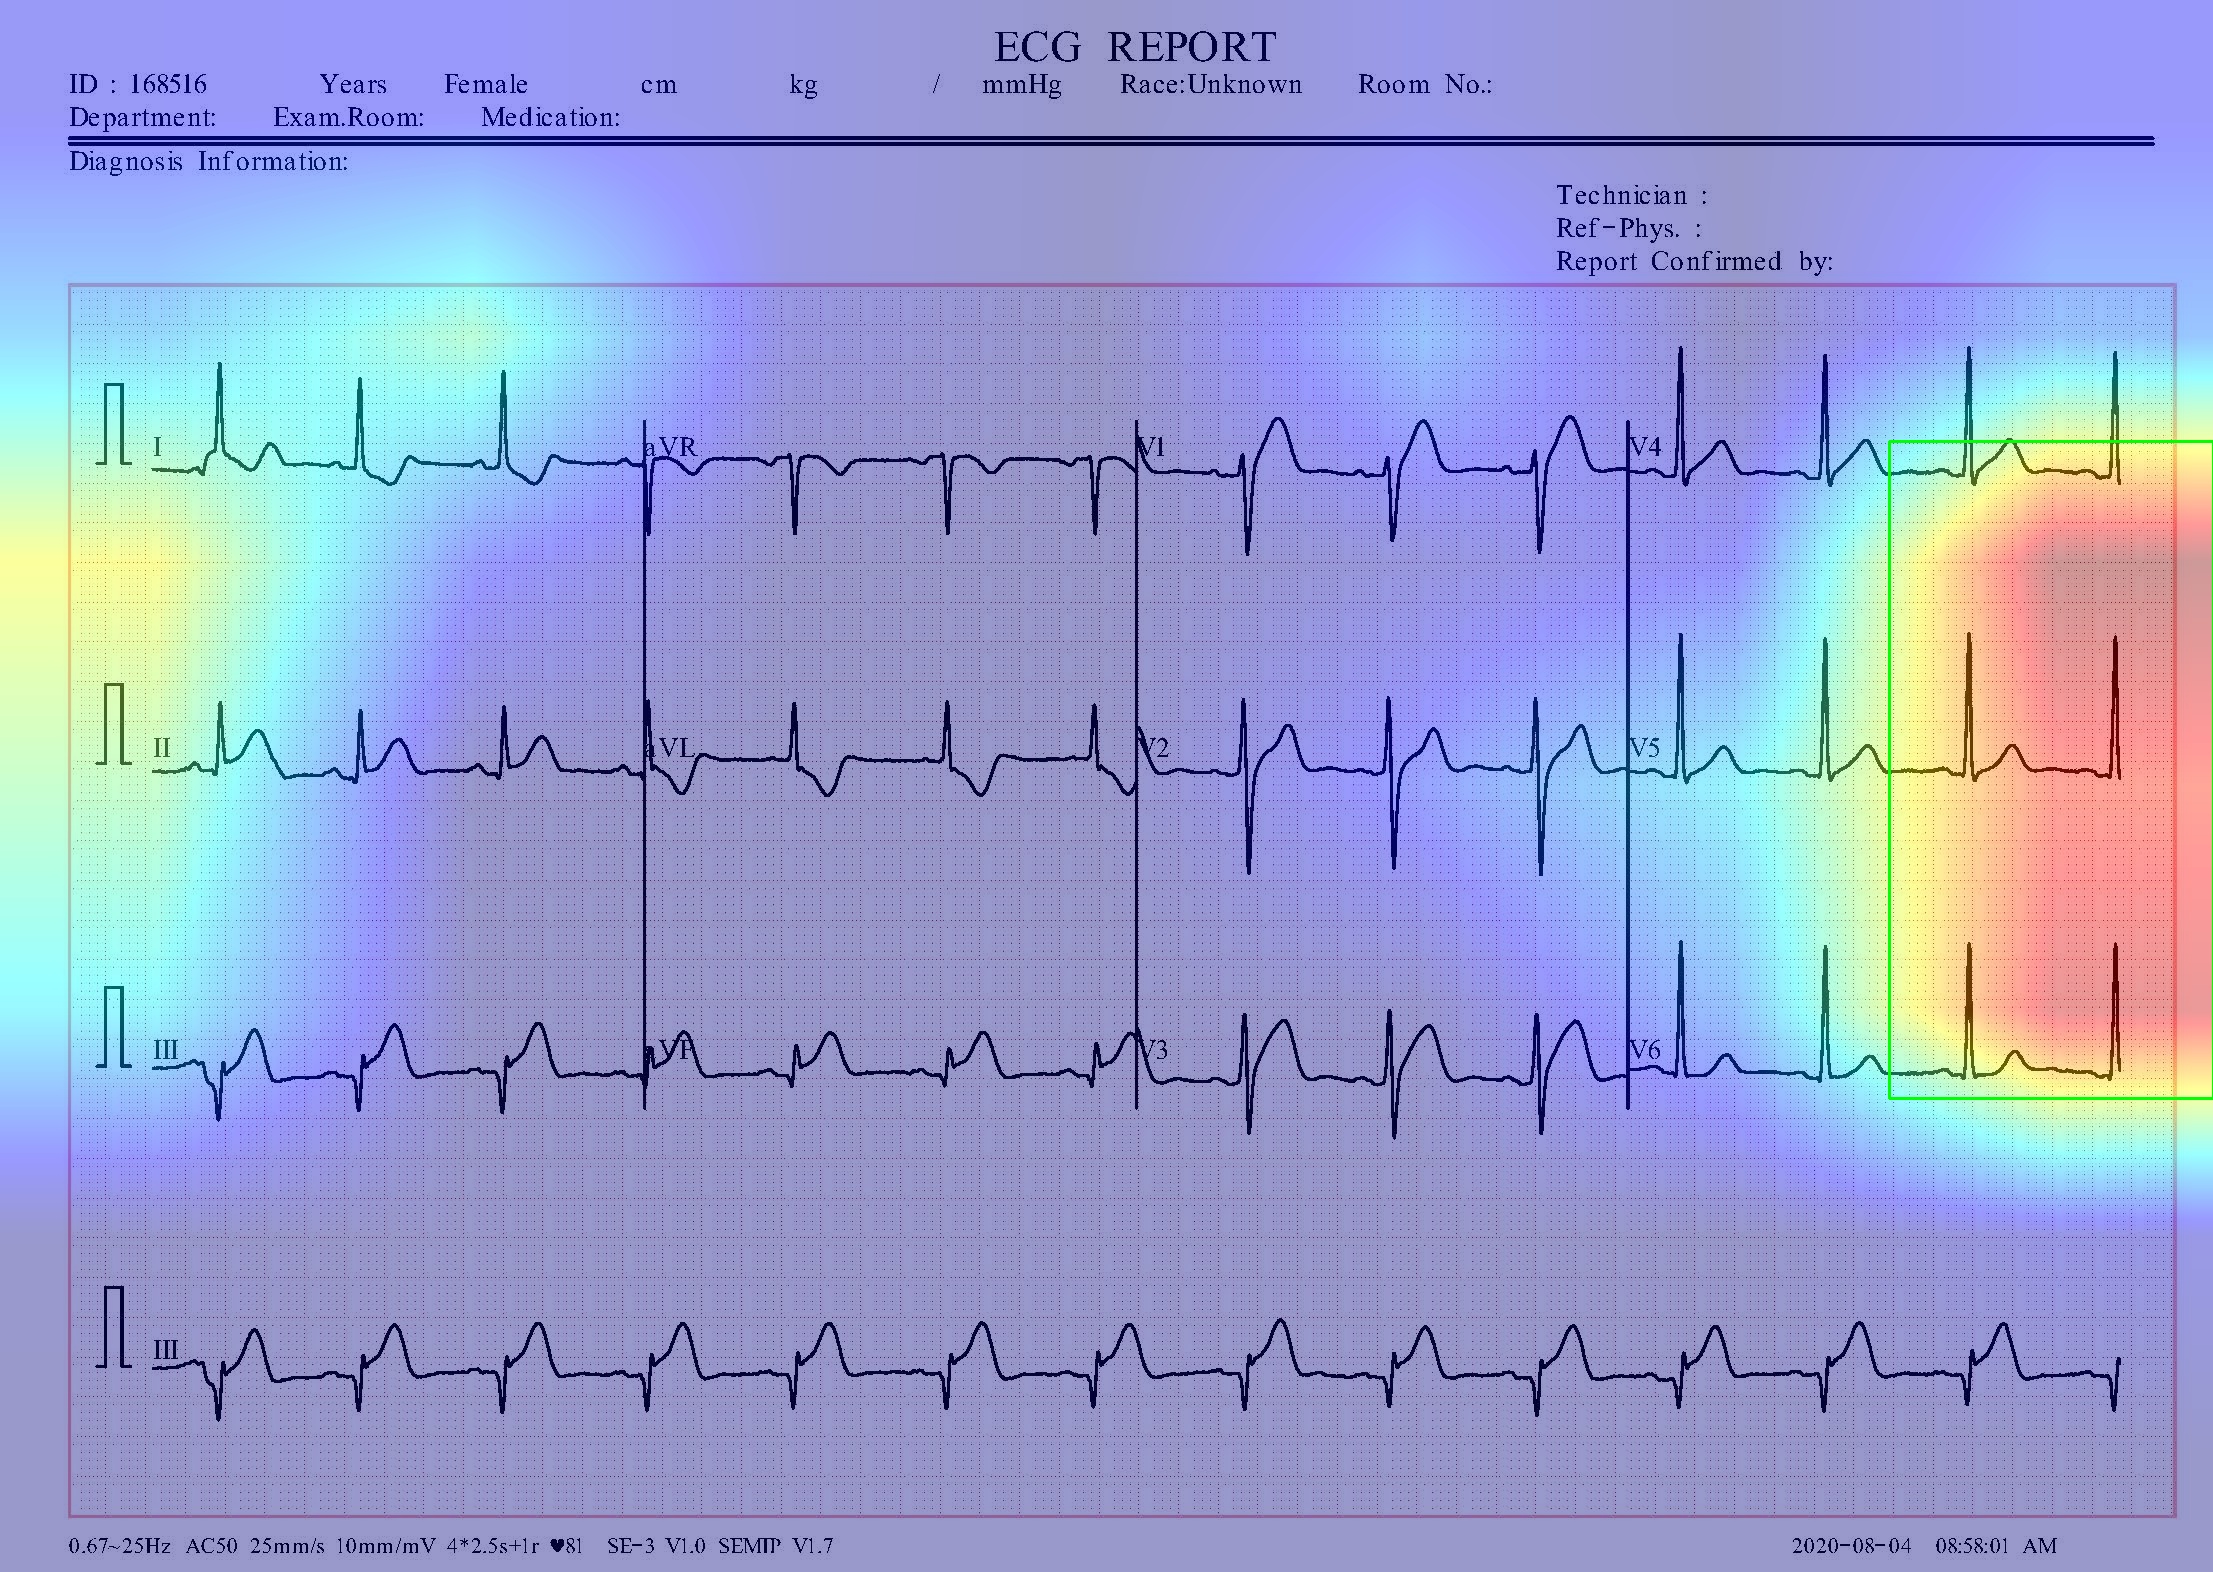 ECG REPORT
ID : 168516 Years Female cm kg / mmHg Race:Unknown Room No.:
Department: Exam.Room: Medication:
Diagnosis Information:
Technician :
Ref-Phys. :
Report Confirmed by:
I aVR V1 V4
II aVL V2 V5
III aVF V3 V6
III
0.67~25Hz AC50 25mm/s 10mm/mV 4*2.5s+1r ♥81 SE-3 V1.0 SEMIP V1.7 2020-08-04 08:58:01 AM